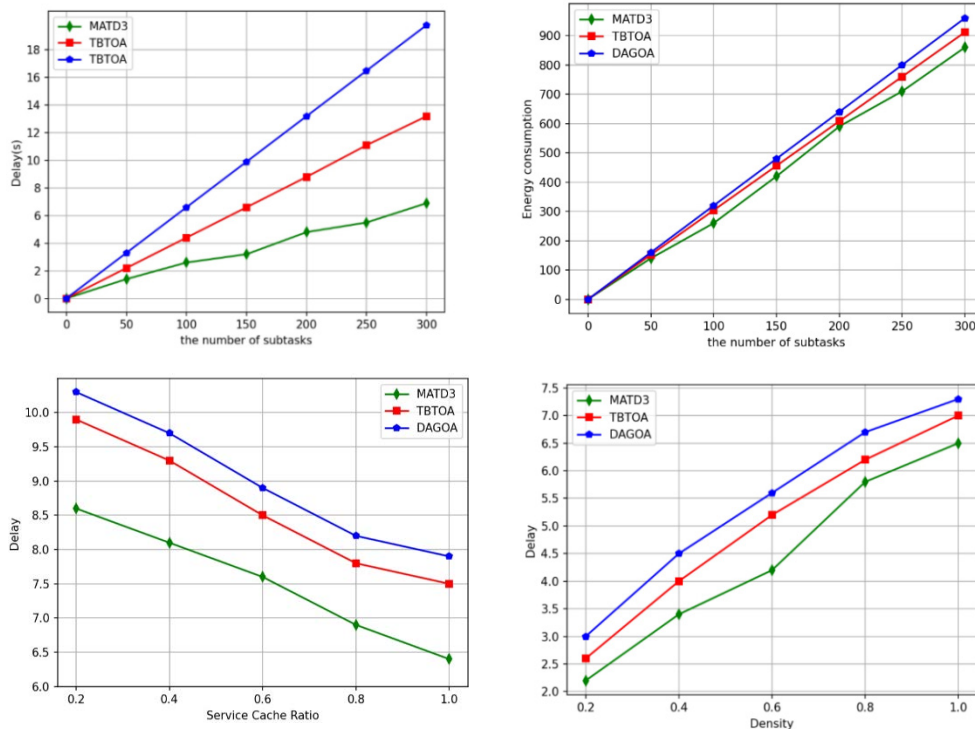 MATD3
TBTOA
TBTOA
18
16
14
12
10
8
6
4
2
0
Delay(s)
0 50 100 150 200 250 300
the number of subtasks
MATD3
TBTOA
DAGOA
900
800
700
600
500
400
300
200
100
0
Energy consumption
0 50 100 150 200 250 300
the number of subtasks
MATD3
TBTOA
DAGOA
10.0
9.5
9.0
8.5
8.0
7.5
7.0
6.5
6.0
Delay
0.2 0.4 0.6 0.8 1.0
Service Cache Ratio
MATD3
TBTOA
DAGOA
7.5
7.0
6.5
6.0
5.5
5.0
4.5
4.0
3.5
3.0
2.5
2.0
Delay
0.2 0.4 0.6 0.8 1.0
Density